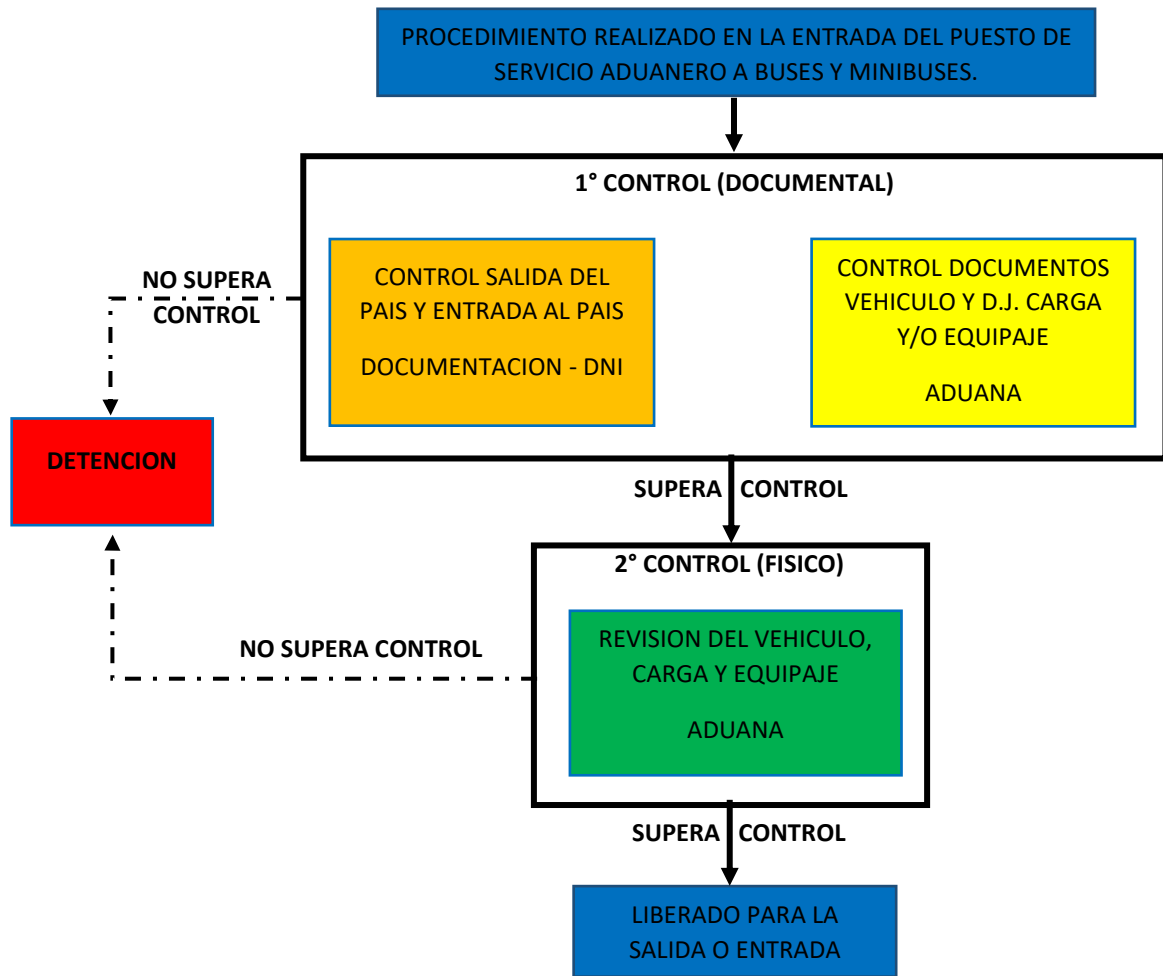 PROCEDIMIENTO REALIZADO EN LA ENTRADA DEL PUESTO DE
SERVICIO ADUANERO A BUSES Y MINIBUSES.
1° CONTROL (DOCUMENTAL)
NO SUPERA
CONTROL
CONTROL SALIDA DEL
PAIS Y ENTRADA AL PAIS
DOCUMENTACION - DNI
CONTROL DOCUMENTOS
VEHICULO Y D.J. CARGA
Y/O EQUIPAJE
ADUANA
DETENCION
SUPERA CONTROL
2° CONTROL (FISICO)
NO SUPERA CONTROL
REVISION DEL VEHICULO,
CARGA Y EQUIPAJE
ADUANA
SUPERA CONTROL
LIBERADO PARA LA
SALIDA O ENTRADA